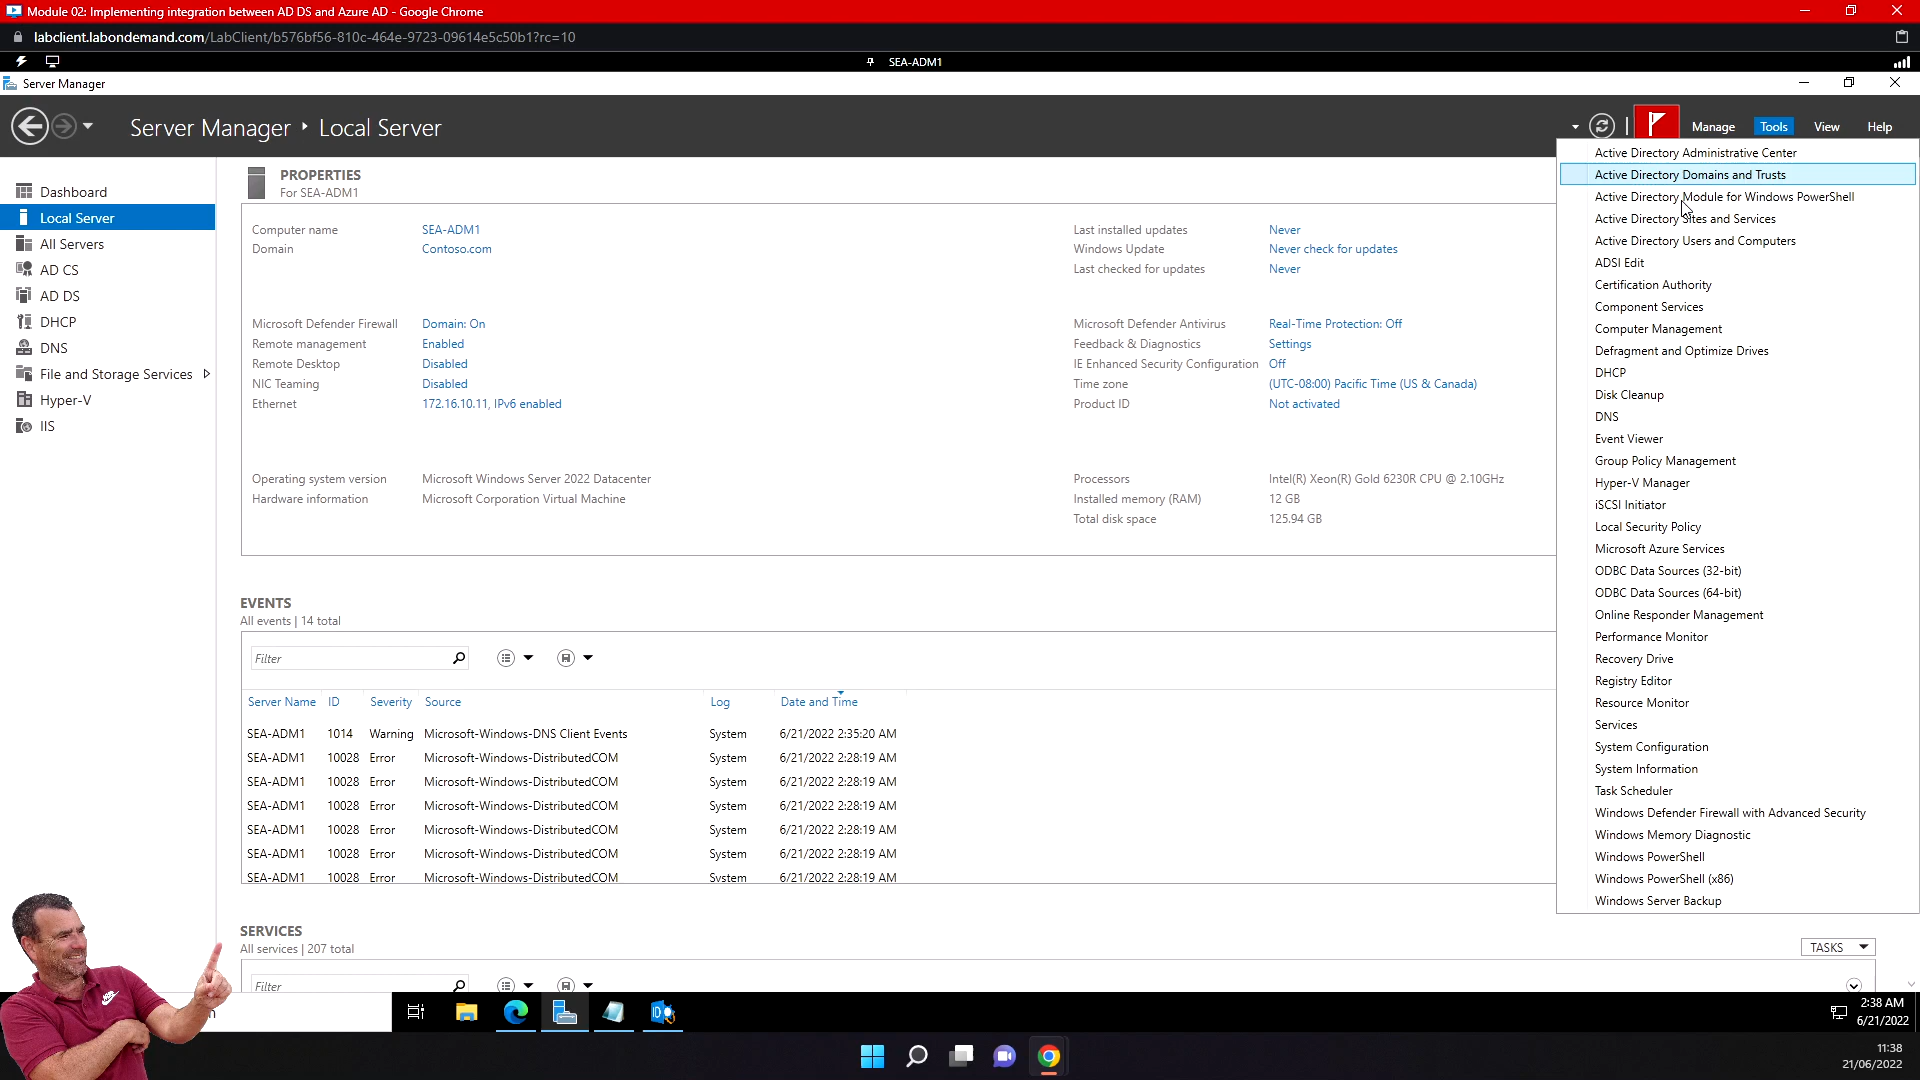 Module 02: Implementing integration between AD DS and Azure AD - Google Chrome
labclient.labondemand.com/LabClient/b576bf56-810c-464e-9723-09614e5c50b1?rc=10
SEA-ADM1
Server Manager
Server Manager
Local Server
Manage
Tools
View
Help
Dashboard
Local Server
All Servers
AD CS
AD DS
DHCP
DNS
File and Storage Services
Hyper-V
IIS
PROPERTIES
For SEA-ADM1
Computer name SEA-ADM1
Domain Contoso.com
Microsoft Defender Firewall Domain: On
Remote management Enabled
Remote Desktop Disabled
NIC Teaming Disabled
Ethernet 172.16.10.11, IPv6 enabled
Operating system version Microsoft Windows Server 2022 Datacenter
Hardware information Microsoft Corporation Virtual Machine
Last installed updates Never
Windows Update Never check for updates
Last checked for updates Never
Microsoft Defender Antivirus Real-Time Protection: Off
Feedback & Diagnostics Settings
IE Enhanced Security Configuration Off
Time zone (UTC-08:00) Pacific Time (US & Canada)
Product ID Not activated
Processors Intel(R) Xeon(R) Gold 6230R CPU @ 2.10GHz
Installed memory (RAM) 12 GB
Total disk space 125.94 GB
EVENTS
All events | 14 total
Filter
Server Name ID Severity Source Log Date and Time
SEA-ADM1 1014 Warning Microsoft-Windows-DNS Client Events System 6/21/2022 2:35:20 AM
SEA-ADM1 10028 Error Microsoft-Windows-DistributedCOM System 6/21/2022 2:28:19 AM
SEA-ADM1 10028 Error Microsoft-Windows-DistributedCOM System 6/21/2022 2:28:19 AM
SEA-ADM1 10028 Error Microsoft-Windows-DistributedCOM System 6/21/2022 2:28:19 AM
SEA-ADM1 10028 Error Microsoft-Windows-DistributedCOM System 6/21/2022 2:28:19 AM
SEA-ADM1 10028 Error Microsoft-Windows-DistributedCOM System 6/21/2022 2:28:19 AM
SEA-ADM1 10028 Error Microsoft-Windows-DistributedCOM System 6/21/2022 2:28:19 AM
SERVICES
All services | 207 total
TASKS
Filter
Active Directory Administrative Center
Active Directory Domains and Trusts
Active Directory Module for Windows PowerShell
Active Directory Sites and Services
Active Directory Users and Computers
ADSI Edit
Certification Authority
Component Services
Computer Management
Defragment and Optimize Drives
DHCP
Disk Cleanup
DNS
Event Viewer
Group Policy Management
Hyper-V Manager
iSCSI Initiator
Local Security Policy
Microsoft Azure Services
ODBC Data Sources (32-bit)
ODBC Data Sources (64-bit)
Online Responder Management
Performance Monitor
Recovery Drive
Registry Editor
Resource Monitor
Services
System Configuration
System Information
Task Scheduler
Windows Defender Firewall with Advanced Security
Windows Memory Diagnostic
Windows PowerShell
Windows PowerShell (x86)
Windows Server Backup
2:38 AM
6/21/2022
11:38
21/06/2022